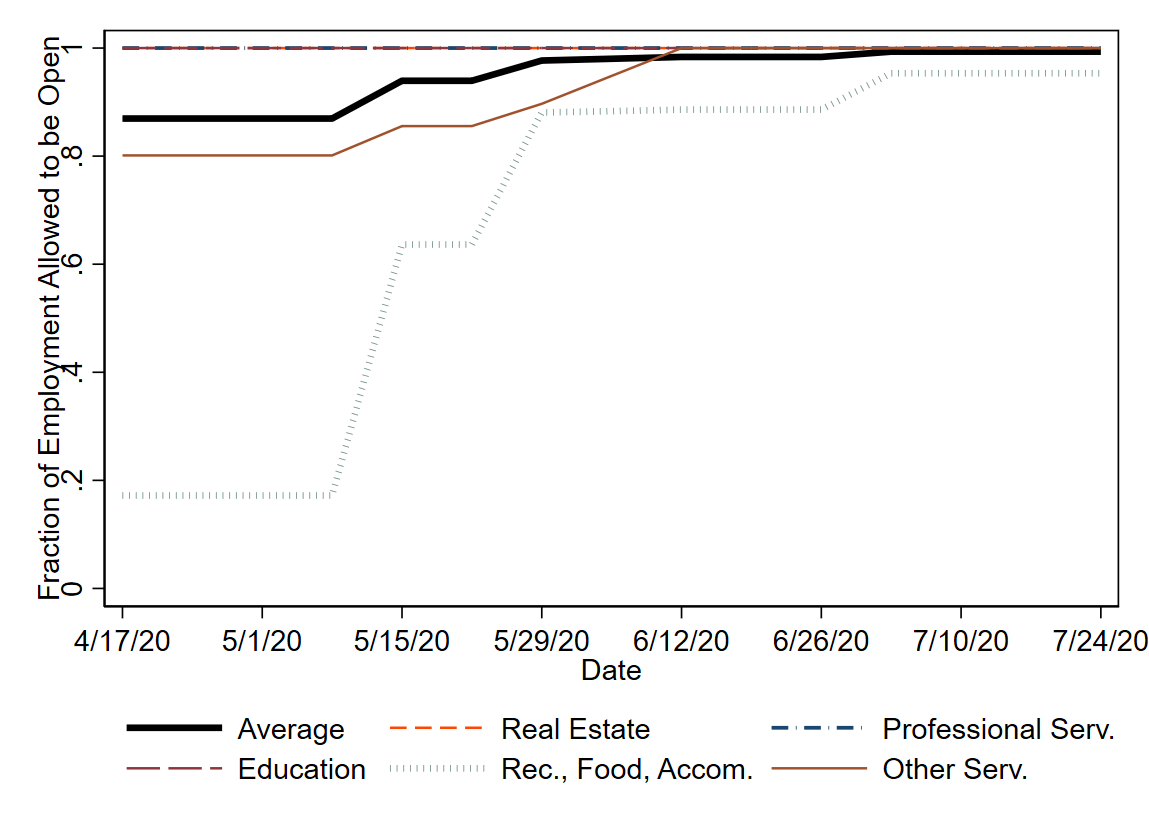 Fraction of Employment Allowed to be Open
1
.8
.6
.4
.2
0
4/17/20 5/1/20 5/15/20 5/29/20 6/12/20 6/26/20 7/10/20 7/24/20
Date
Average Real Estate Professional Serv.
Education Rec., Food, Accom. Other Serv.